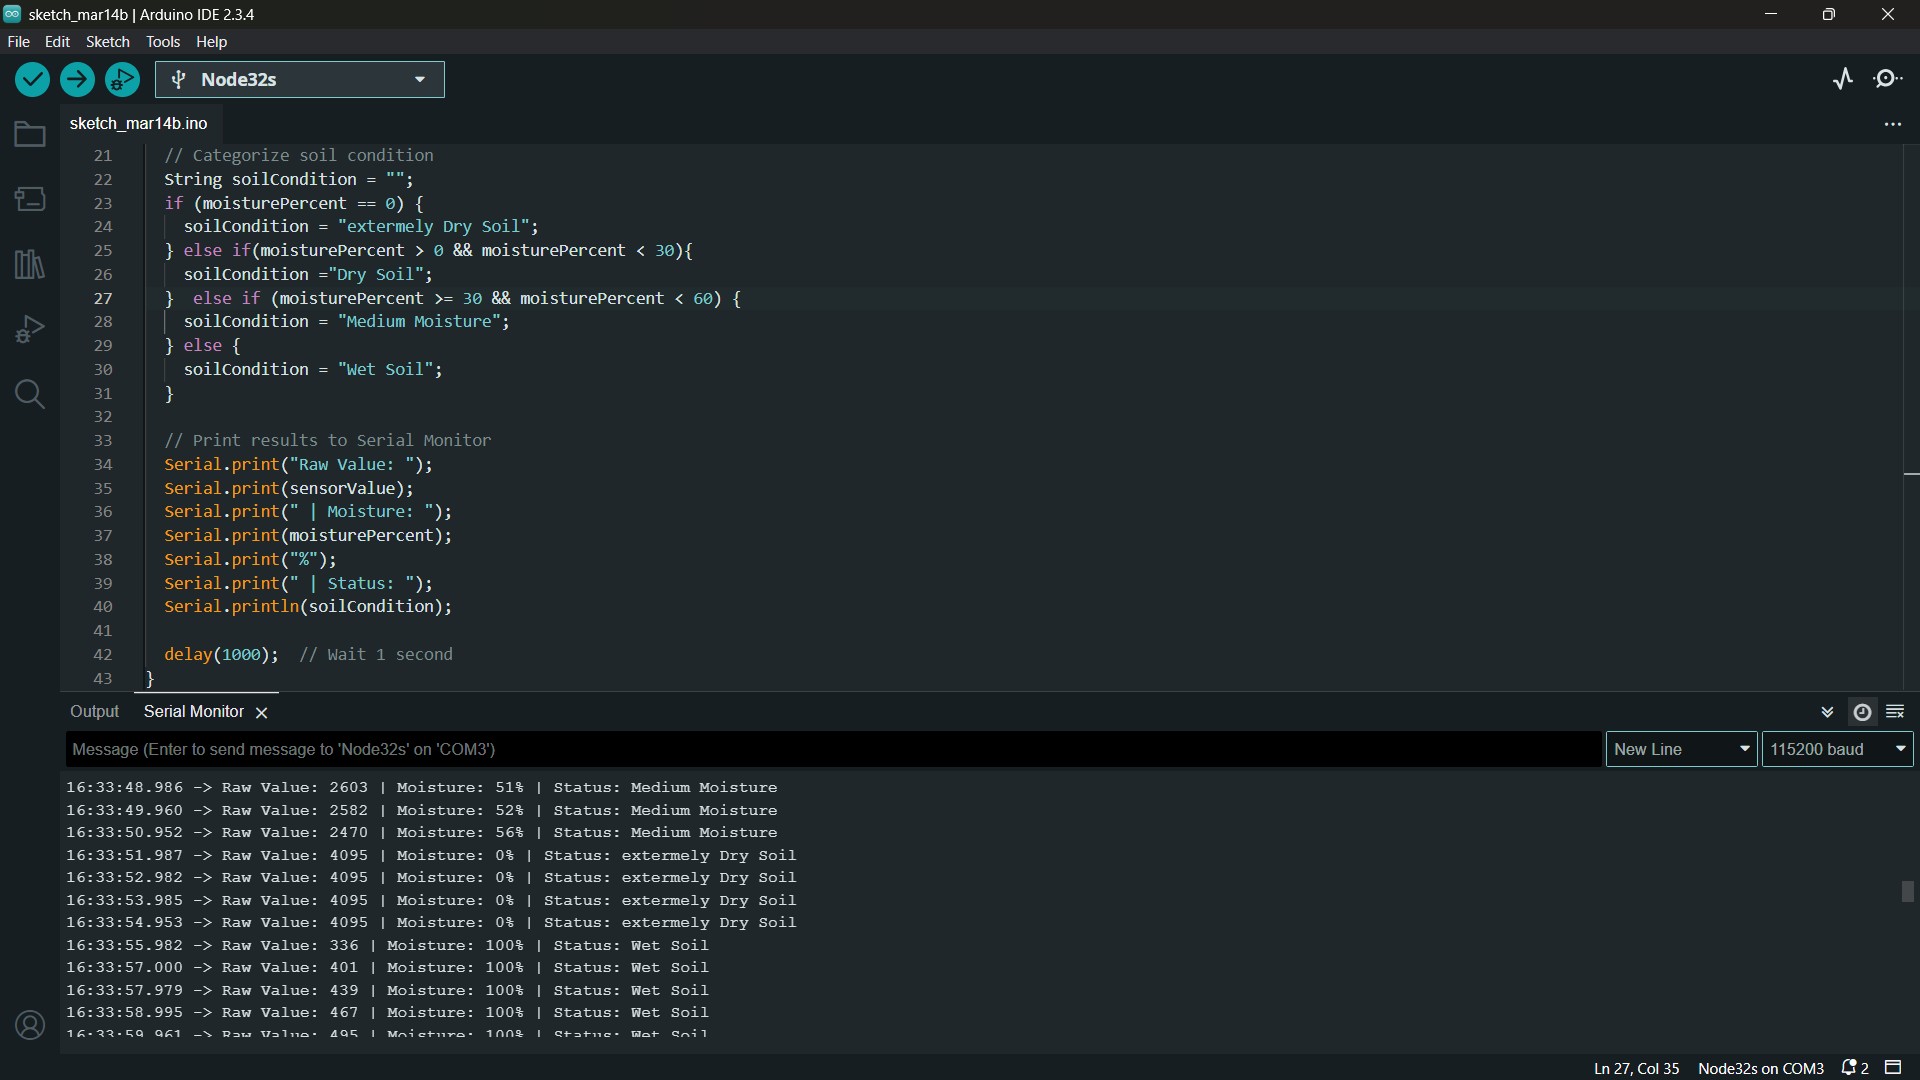 sketch_mar14b | Arduino IDE 2.3.4
File Edit Sketch Tools Help
Node32s
sketch_mar14b.ino
21 // Categorize soil condition
22 String soilCondition = "";
23 if (moisturePercent == 0) {
24 soilCondition = "extermely Dry Soil";
25 } else if(moisturePercent > 0 && moisturePercent < 30){
26 soilCondition ="Dry Soil";
27 } else if (moisturePercent >= 30 && moisturePercent < 60) {
28 soilCondition = "Medium Moisture";
29 } else {
30 soilCondition = "Wet Soil";
31 }
32
33 // Print results to Serial Monitor
34 Serial.print("Raw Value: ");
35 Serial.print(sensorValue);
36 Serial.print(" | Moisture: ");
37 Serial.print(moisturePercent);
38 Serial.print("%");
39 Serial.print(" | Status: ");
40 Serial.println(soilCondition);
41
42 delay(1000); // Wait 1 second
43 }
Output Serial Monitor
Message (Enter to send message to 'Node32s' on 'COM3') New Line 115200 baud
16:33:48.986 -> Raw Value: 2603 | Moisture: 51% | Status: Medium Moisture
16:33:49.960 -> Raw Value: 2582 | Moisture: 52% | Status: Medium Moisture
16:33:50.952 -> Raw Value: 2470 | Moisture: 56% | Status: Medium Moisture
16:33:51.987 -> Raw Value: 4095 | Moisture: 0% | Status: extermely Dry Soil
16:33:52.982 -> Raw Value: 4095 | Moisture: 0% | Status: extermely Dry Soil
16:33:53.985 -> Raw Value: 4095 | Moisture: 0% | Status: extermely Dry Soil
16:33:54.953 -> Raw Value: 4095 | Moisture: 0% | Status: extermely Dry Soil
16:33:55.982 -> Raw Value: 336 | Moisture: 100% | Status: Wet Soil
16:33:57.000 -> Raw Value: 401 | Moisture: 100% | Status: Wet Soil
16:33:57.979 -> Raw Value: 439 | Moisture: 100% | Status: Wet Soil
16:33:58.995 -> Raw Value: 467 | Moisture: 100% | Status: Wet Soil
16:33:59.961 -> Raw Value: 495 | Moisture: 100% | Status: Wet Soil
Ln 27, Col 35 Node32s on COM3 2